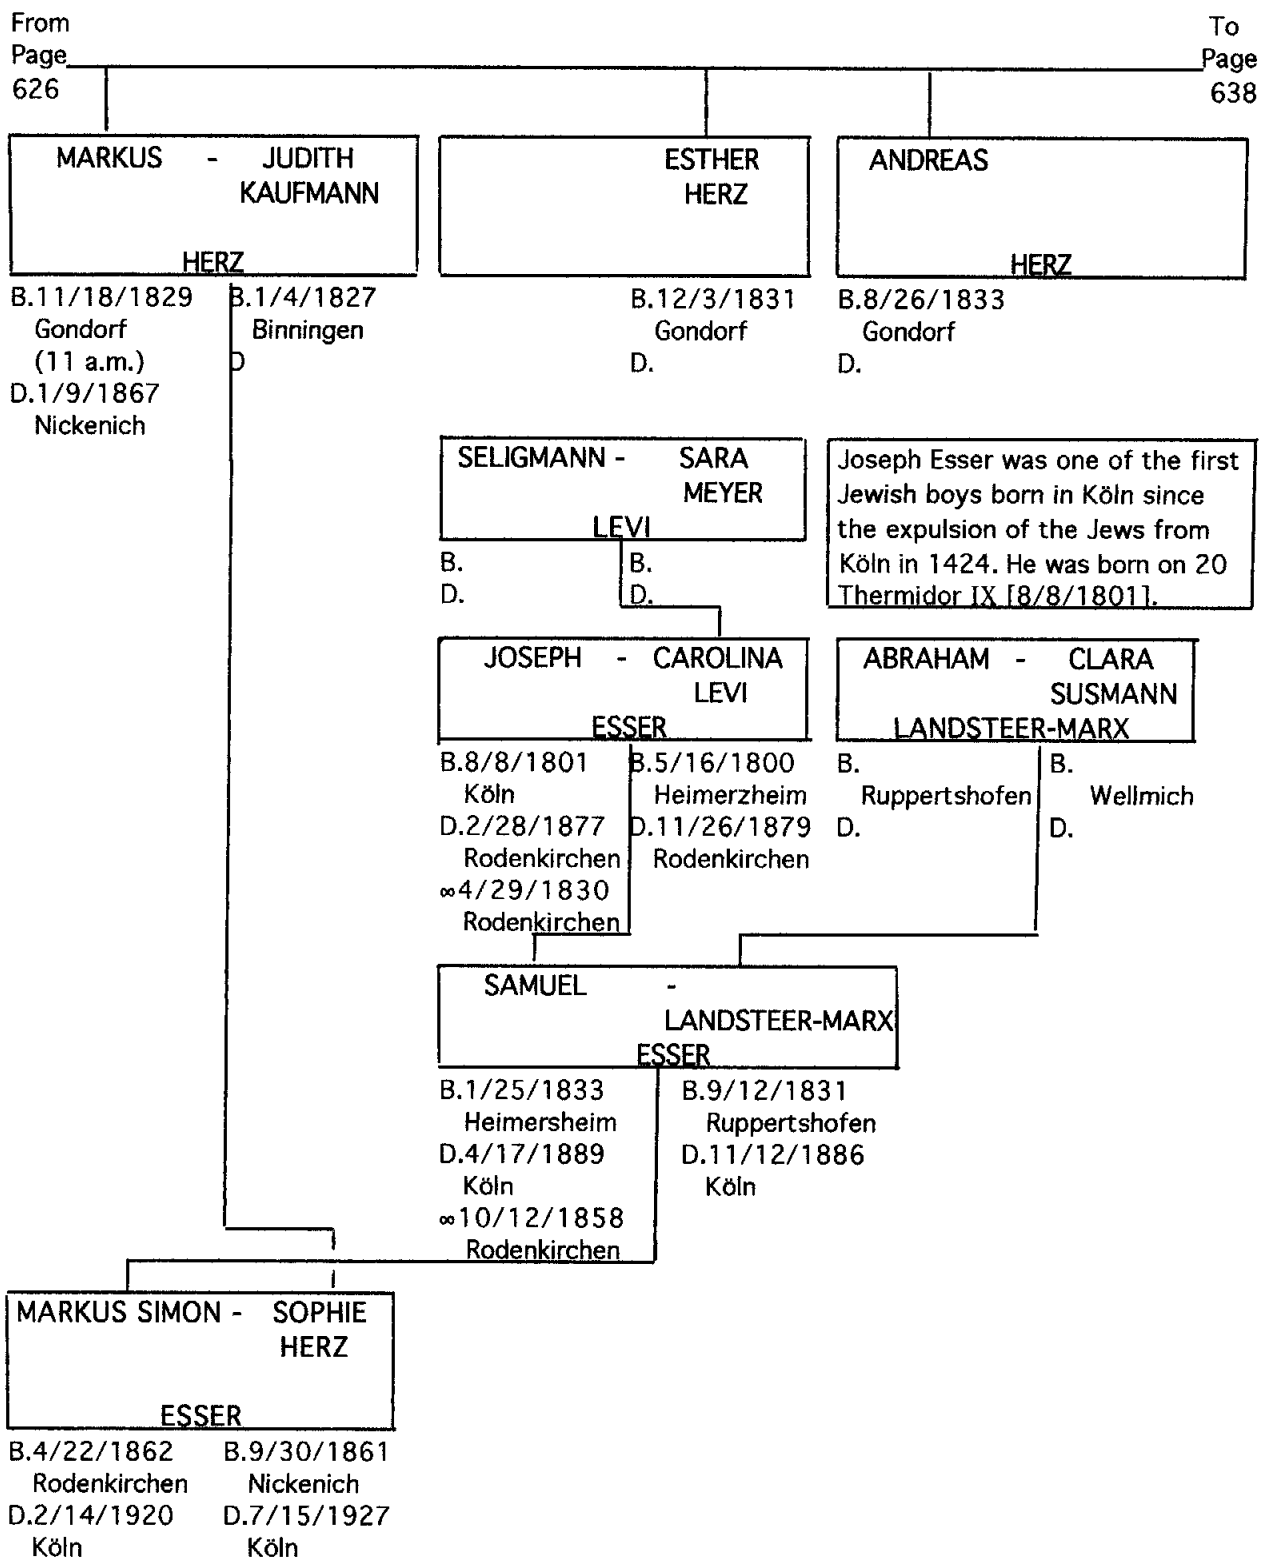 From
Page
626
To
Page
638
MARKUS - JUDITH
KAUFMANN
HERZ
B.11/18/1829 B.1/4/1827
Gondorf Binningen
(11 a.m.) D
D.1/9/1867
Nickenich
ESTHER
HERZ
B.12/3/1831
Gondorf
D.
ANDREAS
HERZ
B.8/26/1833
Gondorf
D.
SELIGMANN - SARA
MEYER
LEVI
B. B.
D. D.
Joseph Esser was one of the first
Jewish boys born in Köln since
the expulsion of the Jews from
Köln in 1424. He was born on 20
Thermidor IX [8/8/1801].
JOSEPH - CAROLINA
LEVI
ESSER
B.8/8/1801 B.5/16/1800
Köln Heimerzheim
D.2/28/1877 D.11/26/1879
Rodenkirchen Rodenkirchen
∞4/29/1830
Rodenkirchen
ABRAHAM - CLARA
SUSMANN
LANDSTEER-MARX
B. B.
Ruppertshofen Wellmich
D. D.
SAMUEL -
LANDSTEER-MARX
ESSER
B.1/25/1833 B.9/12/1831
Heimersheim Ruppertshofen
D.4/17/1889 D.11/12/1886
Köln Köln
∞10/12/1858
Rodenkirchen
MARKUS SIMON - SOPHIE
HERZ
ESSER
B.4/22/1862 B.9/30/1861
Rodenkirchen Nickenich
D.2/14/1920 D.7/15/1927
Köln Köln